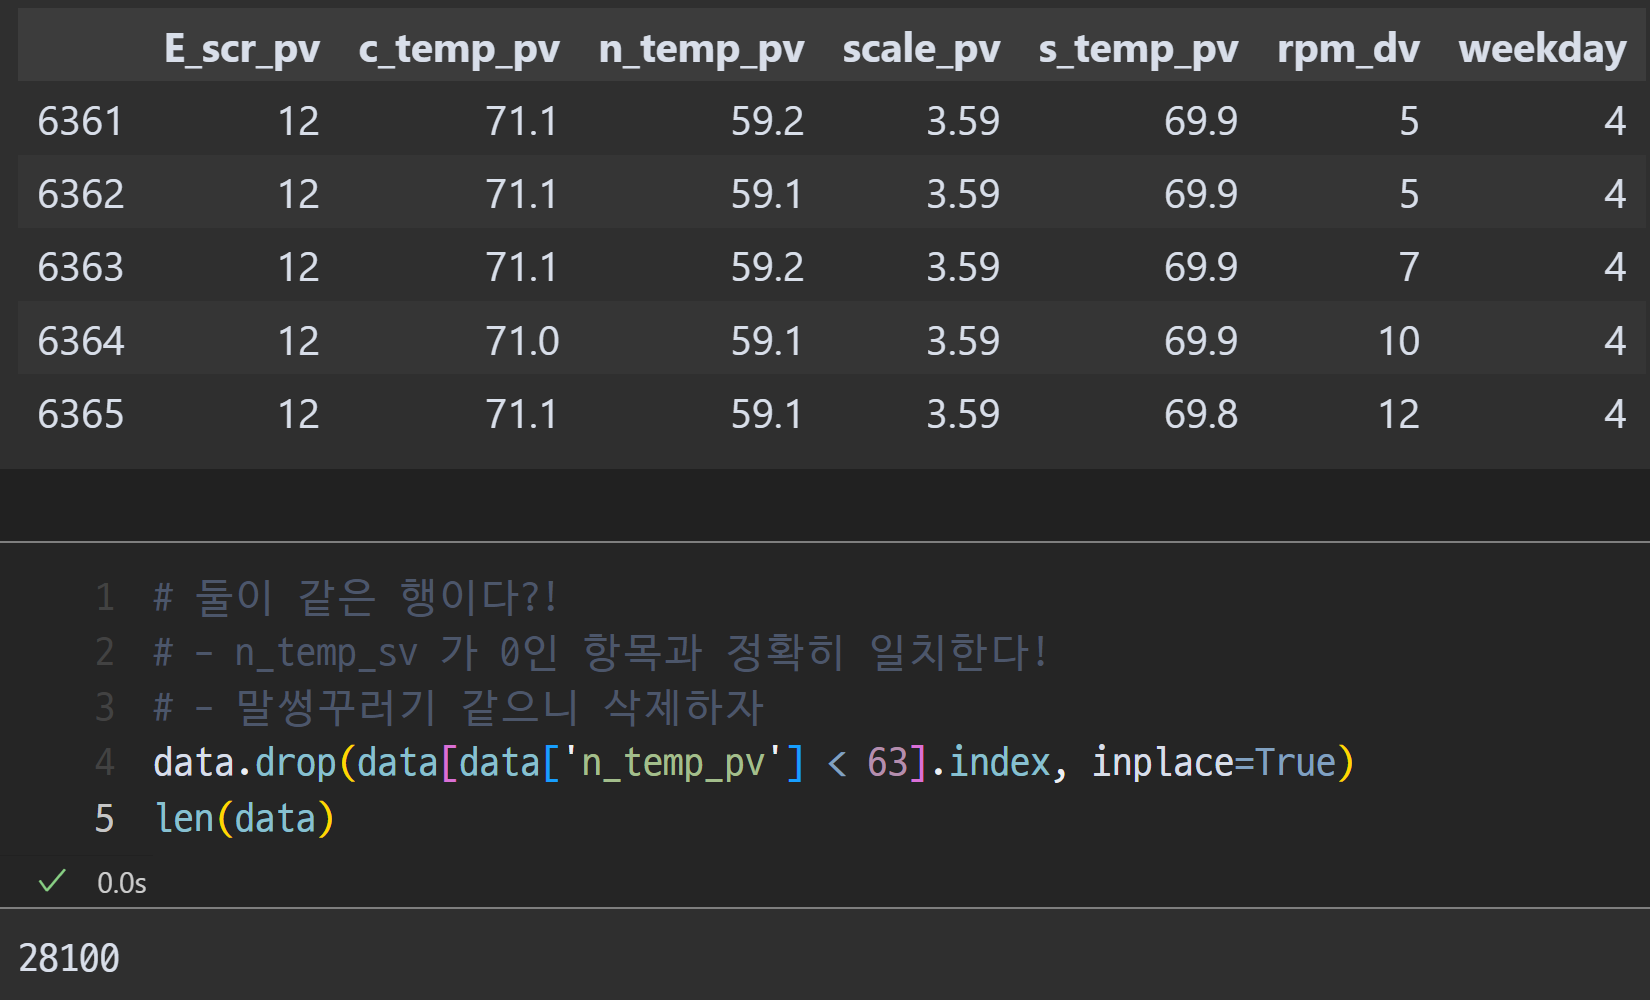 E_scr_pv c_temp_pv n_temp_pv scale_pv s_temp_pv rpm_dv weekday
6361 12 71.1 59.2 3.59 69.9 5 4
6362 12 71.1 59.1 3.59 69.9 5 4
6363 12 71.1 59.2 3.59 69.9 7 4
6364 12 71.0 59.1 3.59 69.9 10 4
6365 12 71.1 59.1 3.59 69.8 12 4
1 # 둘이 같은 행이다?!
2 # - n_temp_sv 가 0인 항목과 정확히 일치한다!
3 # - 말썽꾸러기 같으니 삭제하자
4 data.drop(data[data['n_temp_pv'] < 63].index, inplace=True)
5 len(data)
0.0s
28100